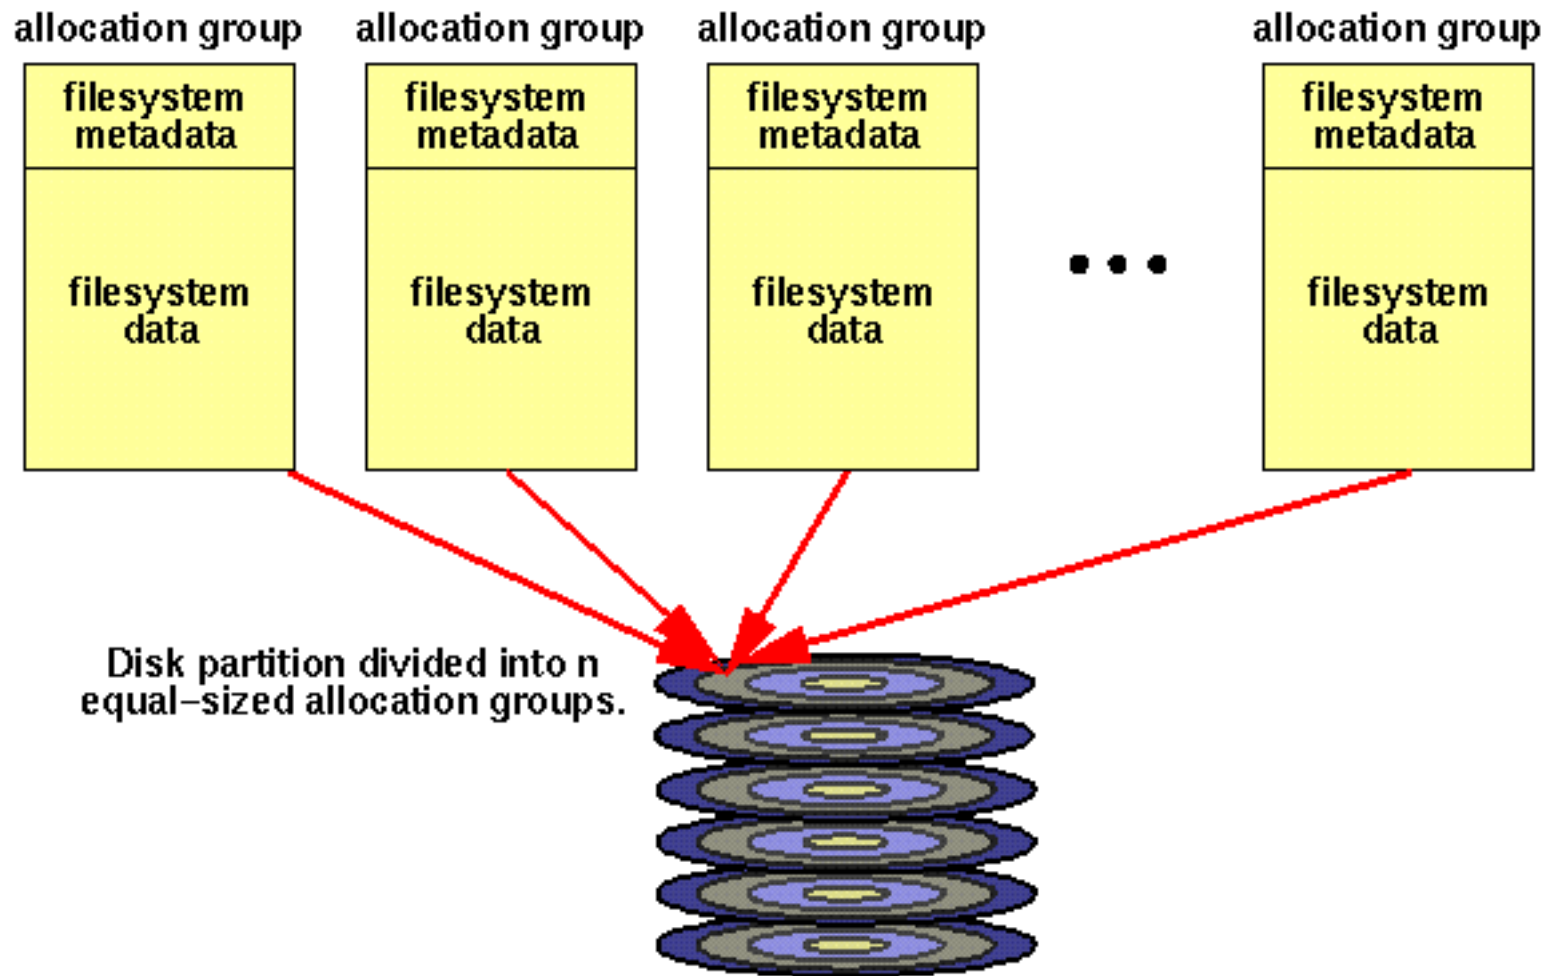 allocation group
allocation group
allocation group
allocation group
filesystem
metadata
filesystem
metadata
filesystem
metadata
filesystem
metadata
filesystem
data
filesystem
data
filesystem
data
filesystem
data
Disk partition divided into n
equal-sized allocation groups.